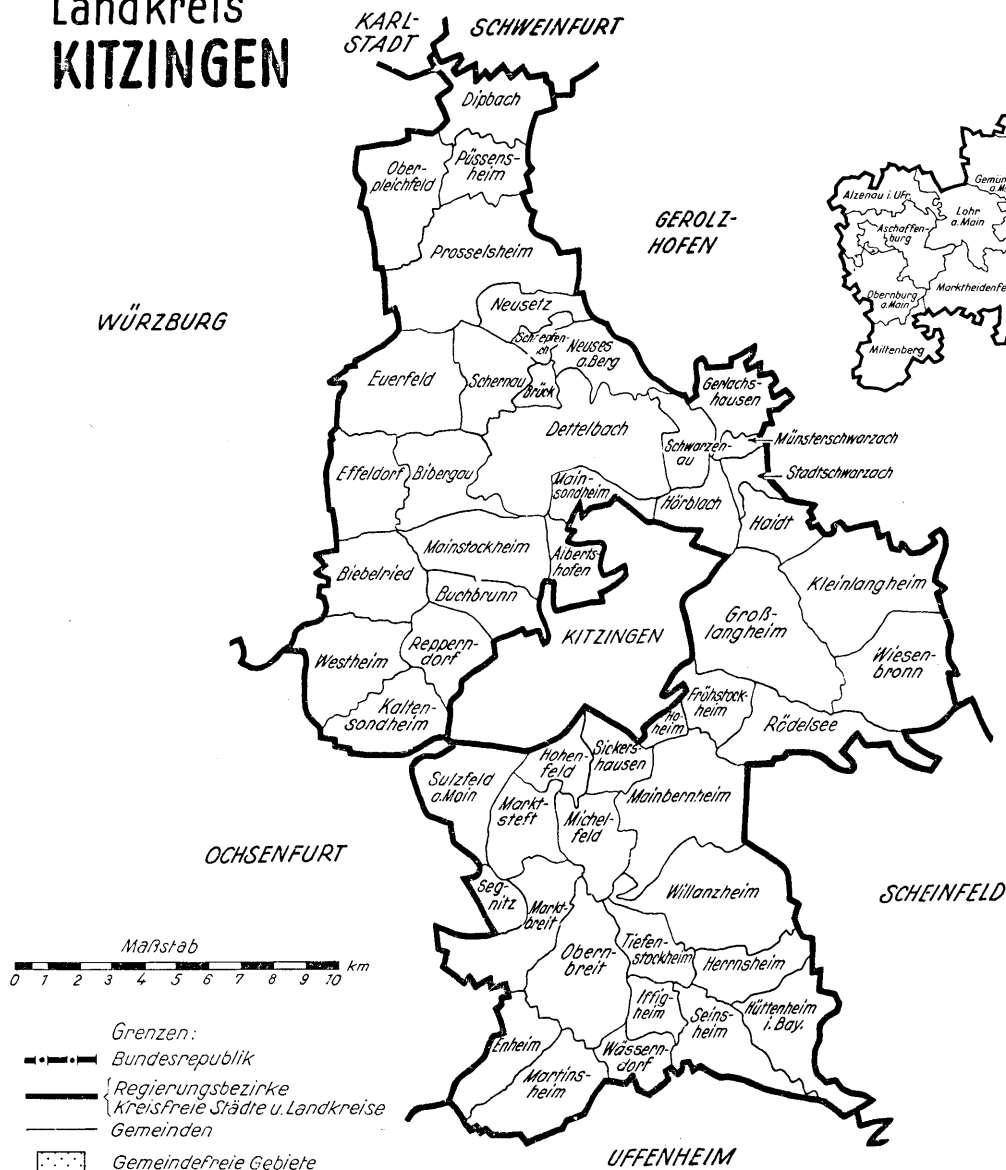 Landkreis
KITZINGEN
KARL-
STADT
SCHWEINFURT
Dipbach
Ober-
pleichfeld
Püssens-
heim
GEROLZ-
HOFEN
Prosselsheim
WÜRZBURG
Neusetz
Neuses
a.Berg
Euerfeld
Schernau
Brück
Gerlachs-
hausen
Dettelbach
Schwarzen-
au
Münsterschwarzach
Stadtschwarzach
Effeldorf
Bibergau
Main-
sondheim
Hörblach
Haidt
Mainstockheim
Alberts-
hofen
Biebelried
Buchbrunn
Kleinlangheim
Groß-
langheim
KITZINGEN
Reppern-
dorf
Westheim
Wiesen-
bronn
Kalten-
sondheim
Frühstock-
heim
Ho-
heim
Rödelsee
Hohen-
feld
Sickers-
hausen
Sulzfeld
a.Main
Markt-
steft
Michel-
feld
Mainbernheim
OCHSENFURT
Seg-
nitz
Markt-
breit
Willanzheim
SCHEINFELD
Obern-
breit
Tiefen-
stockheim
Herrnsheim
Iffig-
heim
Seins-
heim
Hüttenheim
i. Bay.
Enheim
Wässern-
dorf
Martins-
heim
UFFENHEIM
Alzenau i. Ufr.
Aschaffen-
burg
Lohr
a.Main
Obernburg
a.Main
Miltenberg
Maßstab
0 1 2 3 4 5 6 7 8 9 10 km
Grenzen:
Bundesrepublik
Regierungsbezirke
Kreisfreie Städte u. Landkreise
Gemeinden
Gemeindefreie Gebiete